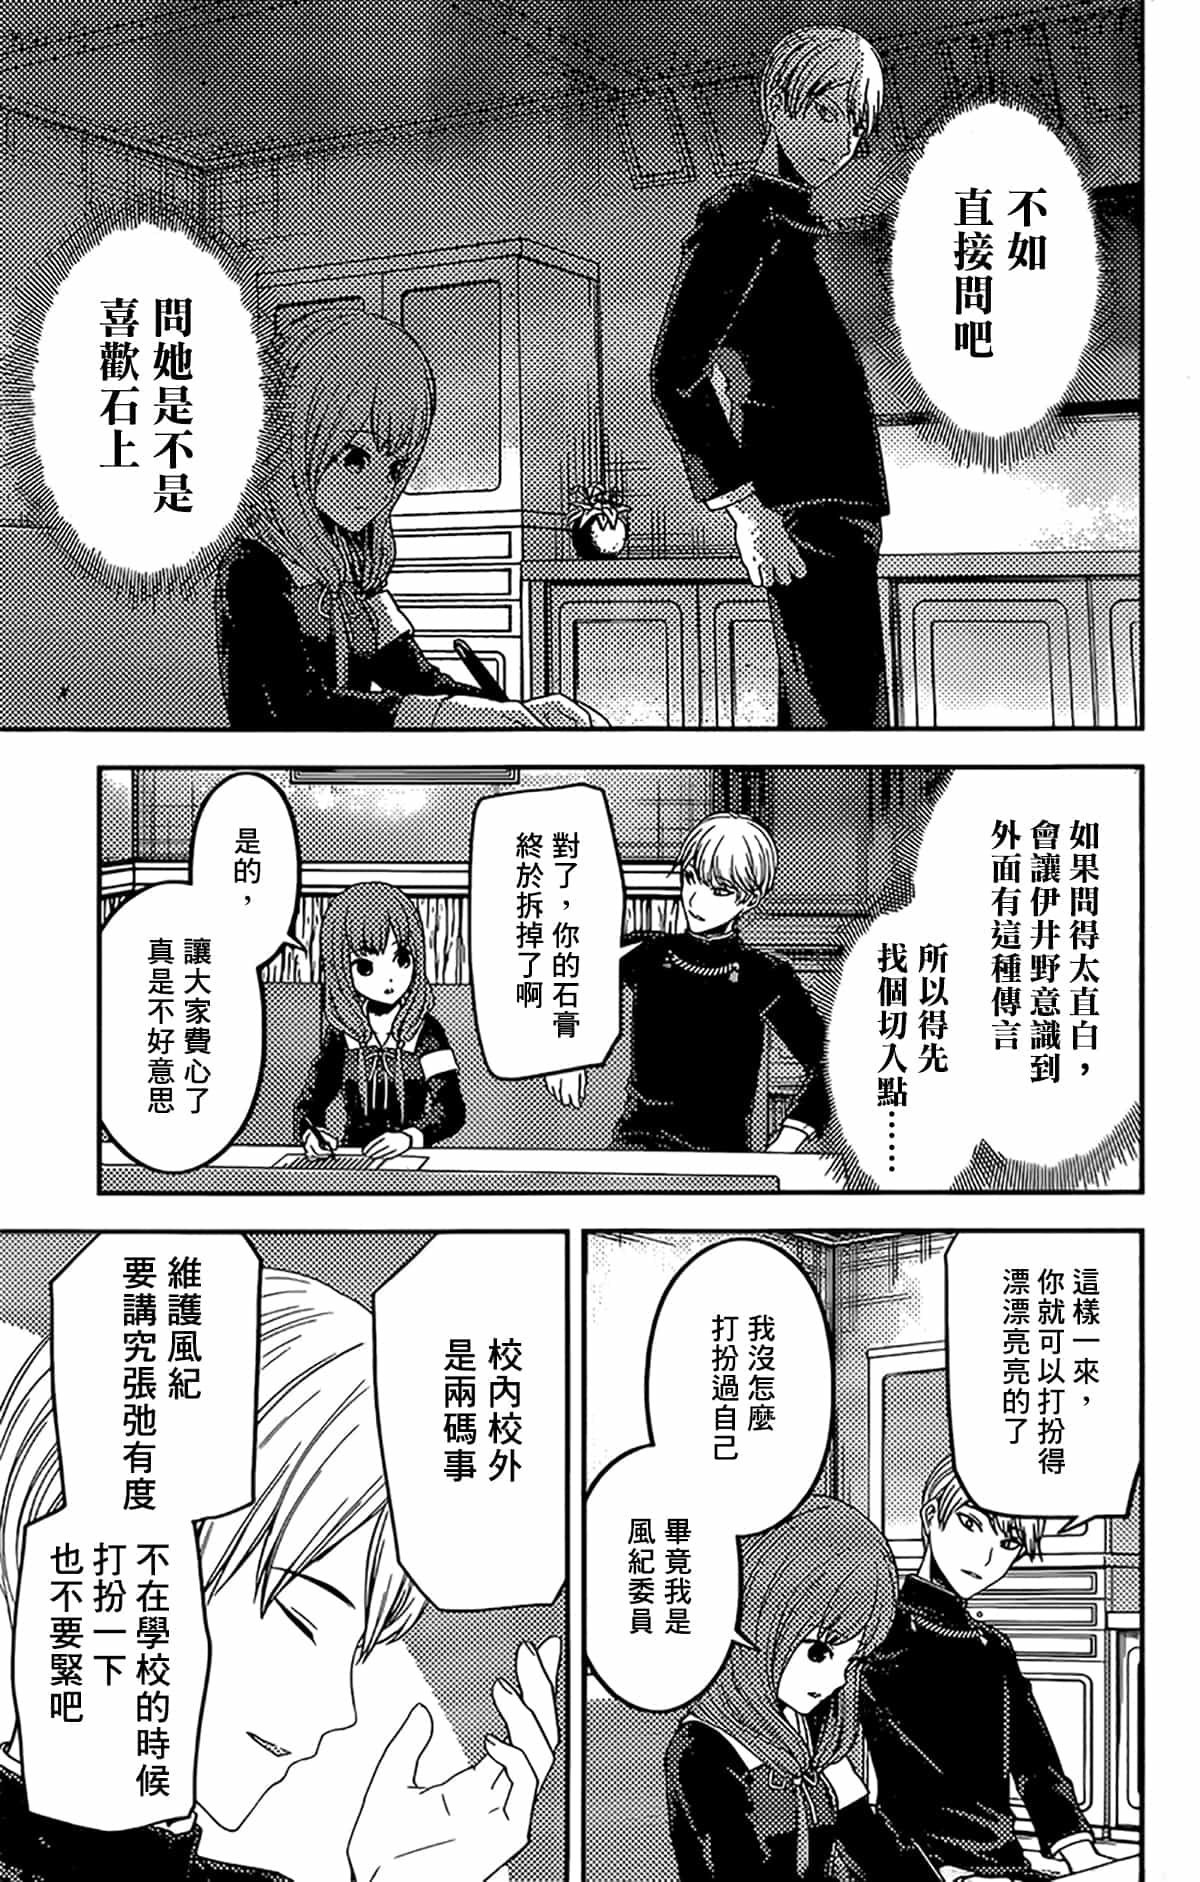 不如
直接問吧
問她是不是
喜歡石上
如果問得太直白，
會讓伊井野意識到
外面有這種傳言
所以得先
找個切入點……
對了，你的石膏
終於拆掉了啊
是的，
讓大家費心了
真是不好意思
這樣一來，
你就可以打扮得
漂漂亮亮的了
我沒怎麼
打扮過自己
畢竟我是
風紀委員
校內校外
是兩碼事
維護風紀
要講究張弛有度
不在學校的時候
打扮一下
也不要緊吧